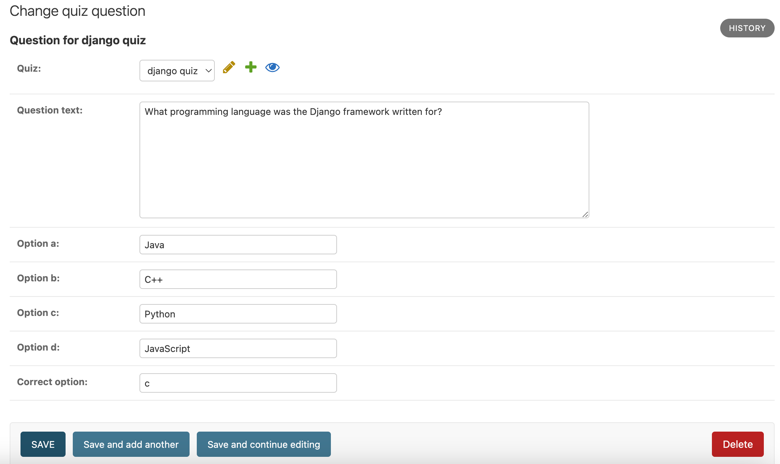 Change quiz question
HISTORY
Question for django quiz
Quiz: django quiz
Question text: What programming language was the Django framework written for?
Option a: Java
Option b: C++
Option c: Python
Option d: JavaScript
Correct option: c
SAVE Save and add another Save and continue editing Delete